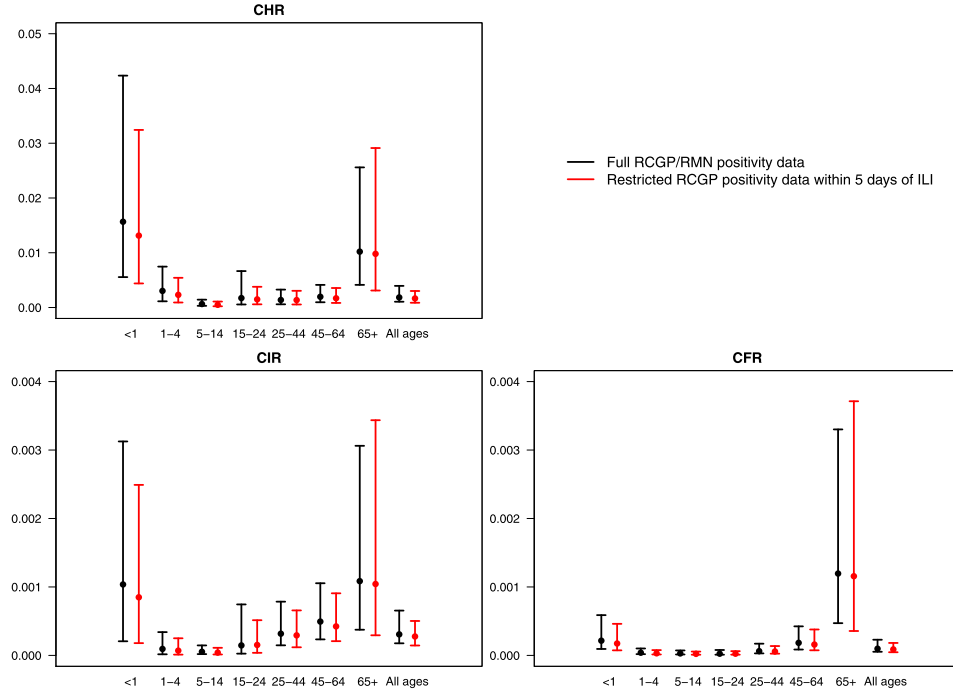 CHR
0.05
0.04
0.03
0.02
0.01
0.00
<1 1–4 5–14 15–24 25–44 45–64 65+ All ages
Full RCGP/RMN positivity data
Restricted RCGP positivity data within 5 days of ILI
CIR
0.004
0.003
0.002
0.001
0.000
<1 1–4 5–14 15–24 25–44 45–64 65+ All ages
CFR
0.004
0.003
0.002
0.001
0.000
<1 1–4 5–14 15–24 25–44 45–64 65+ All ages